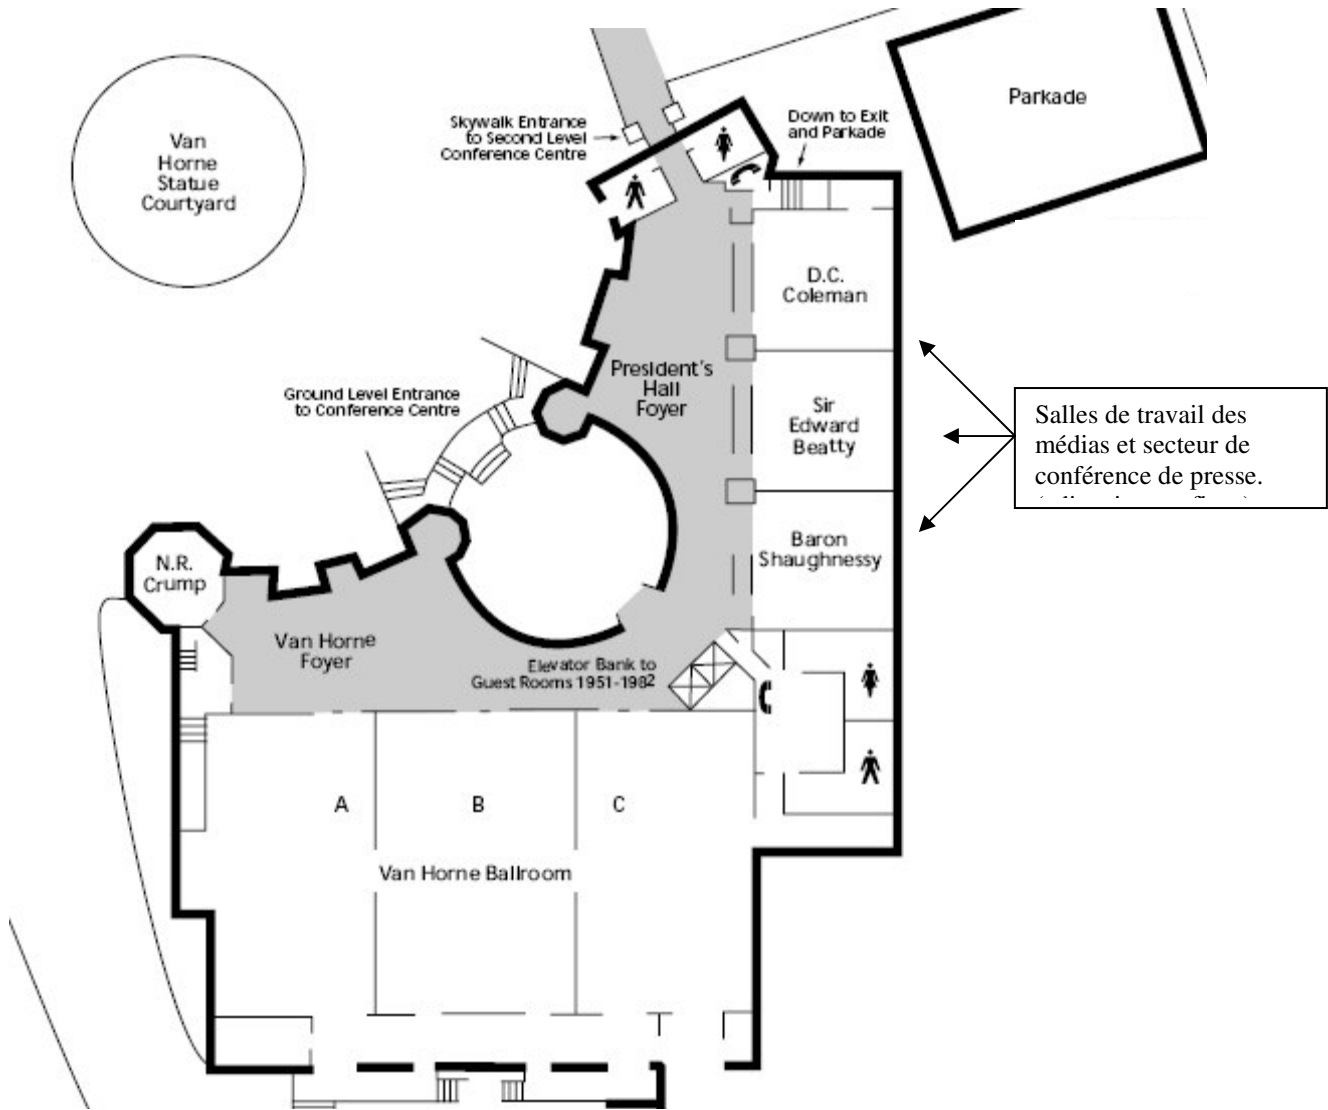 Van
Horne
Statue
Courtyard
Skywalk Entrance
to Second Level
Conference Centre
Down to Exit
and Parkade
Parkade
D.C.
Coleman
President's
Hall
Foyer
Ground Level Entrance
to Conference Centre
Sir
Edward
Beatty
Salles de travail des
médias et secteur de
conférence de presse.
Baron
Shaughnessy
N.R.
Crump
Van Horne
Foyer
Elevator Bank to
Guest Rooms 1951-1982
A
B
C
Van Horne Ballroom